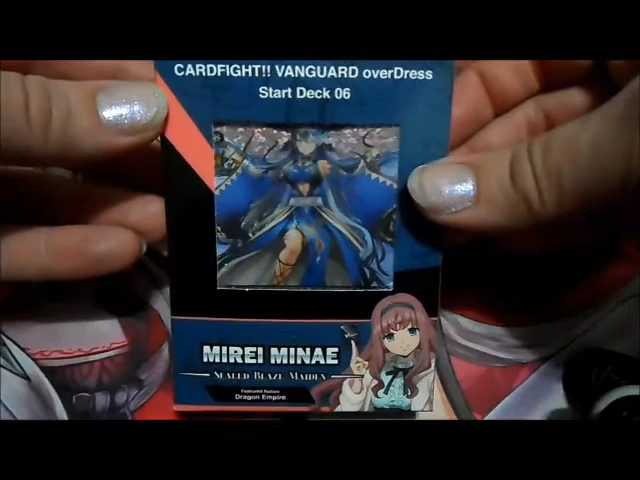 CARDFIGHT!! VANGUARD overDress
Start Deck 06
MIREI MINAE
SEALED BLAZE MAIDEN
Featured Nation
Dragon Empire